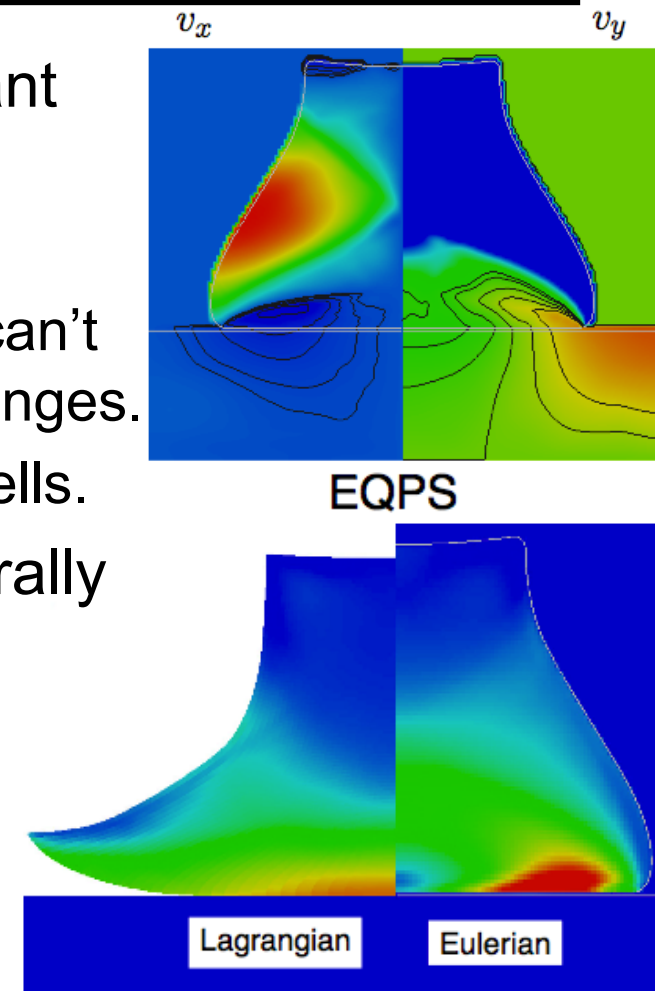 v_x v_y
ant
can't
nges.
ells.
EQPS
rally
Lagrangian Eulerian